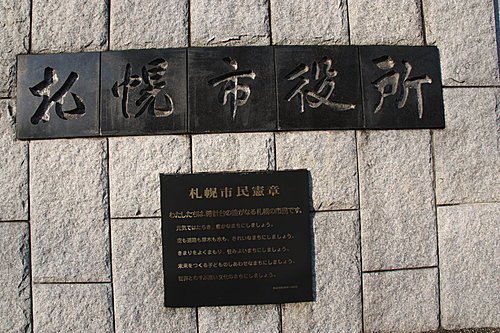 札幌市役所
札幌市民憲章
わたしたちは、時計台の鐘がなる札幌の市民です。
元気ではたらき、豊かなまちにしましょう。
空も道路も草木も水も、きれいなまちにしましょう。
きまりをよくまもり、住みよいまちにしましょう。
未来をつくる子どものしあわせなまちにしましょう。
世界とむすぶ高い文化のまちにしましょう。